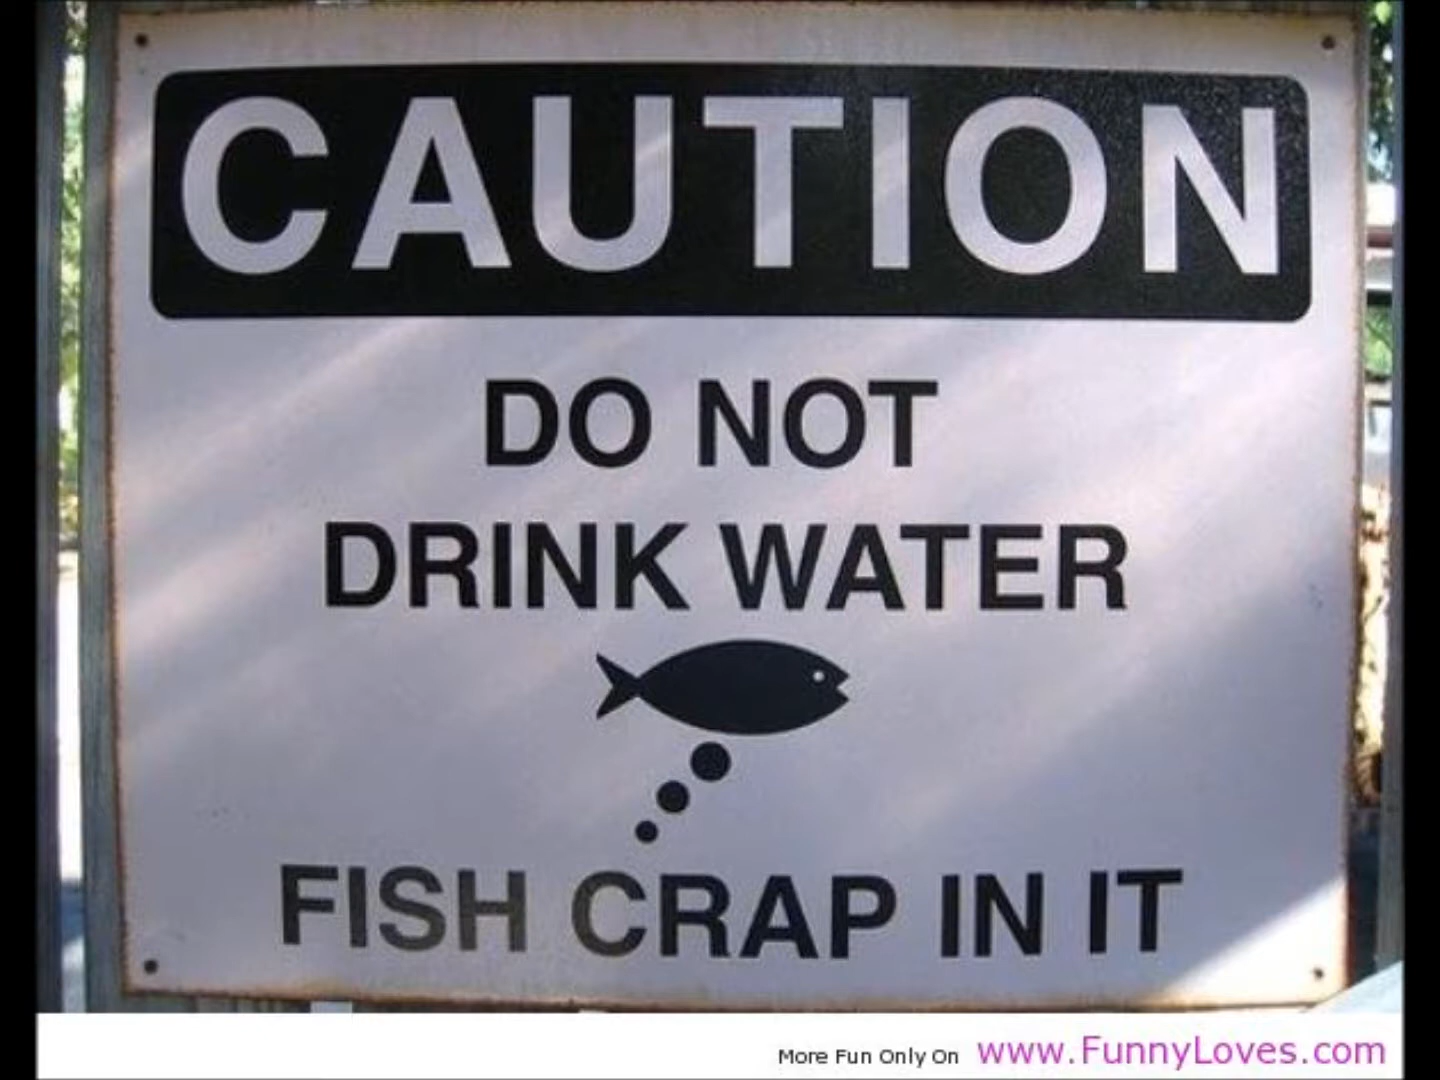 CAUTION
DO NOT
DRINK WATER
FISH CRAP IN IT
More Fun Only On www.FunnyLoves.com